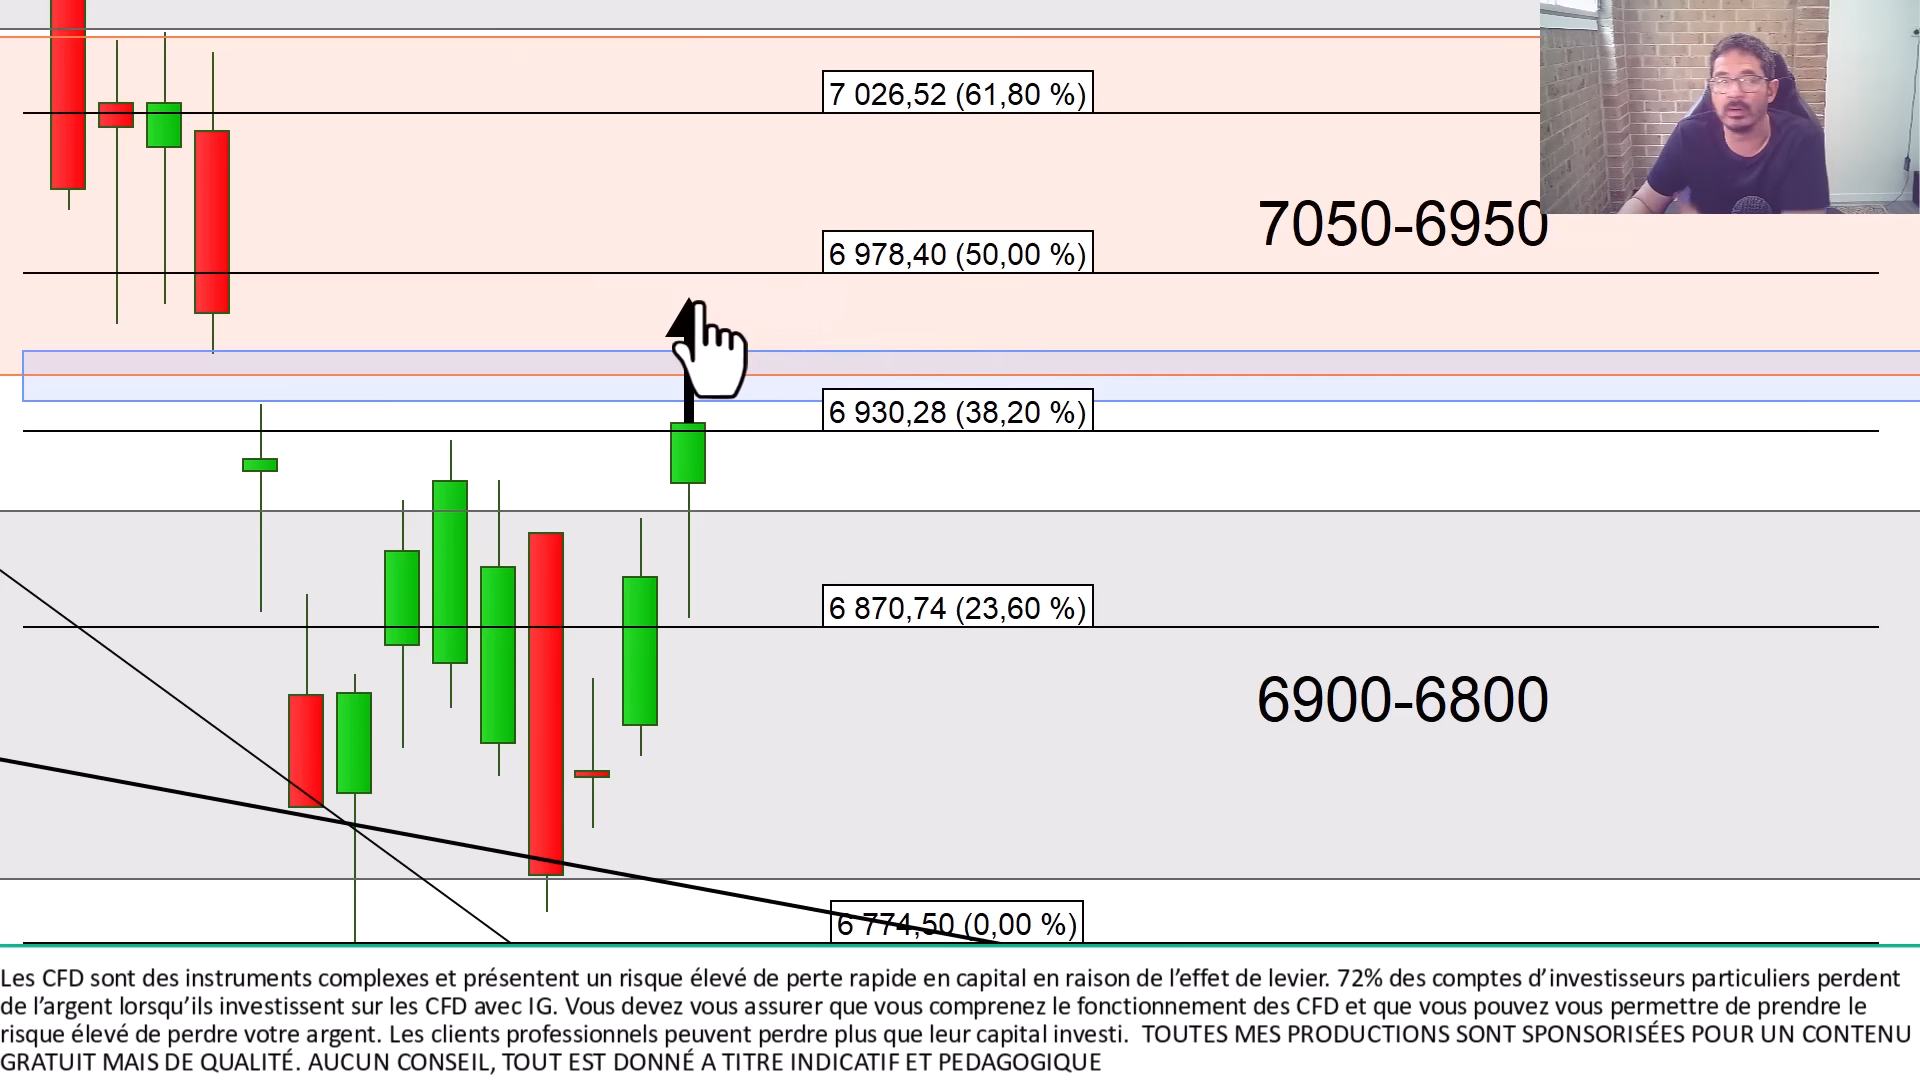 7 026,52 (61,80 %)
7050-6950
6 978,40 (50,00 %)
6 930,28 (38,20 %)
6 870,74 (23,60 %)
6900-6800
6 774,50 (0,00 %)
Les CFD sont des instruments complexes et présentent un risque élevé de perte rapide en capital en raison de l’effet de levier. 72% des comptes d’investisseurs particuliers perdent
de l’argent lorsqu’ils investissent sur les CFD avec IG. Vous devez vous assurer que vous comprenez le fonctionnement des CFD et que vous pouvez vous permettre de prendre le
risque élevé de perdre votre argent. Les clients professionnels peuvent perdre plus que leur capital investi.  TOUTES MES PRODUCTIONS SONT SPONSORISÉES POUR UN CONTENU
GRATUIT MAIS DE QUALITÉ. AUCUN CONSEIL, TOUT EST DONNÉ A TITRE INDICATIF ET PEDAGOGIQUE